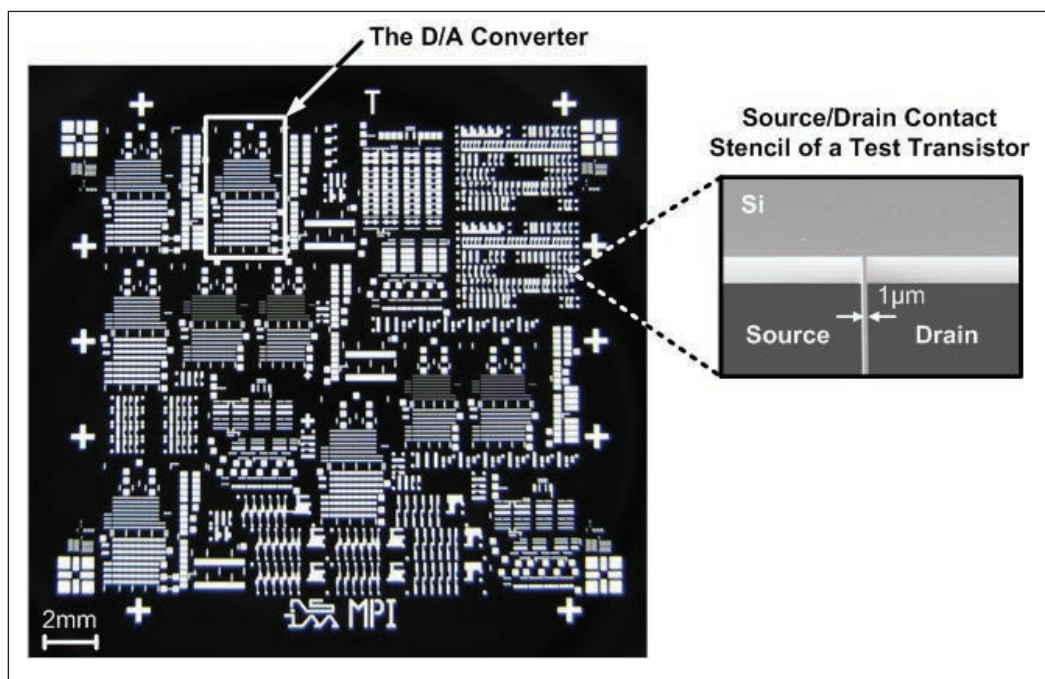 The D/A Converter
T
Source/Drain Contact
Stencil of a Test Transistor
Si
1µm
Source
Drain
2mm
MPI